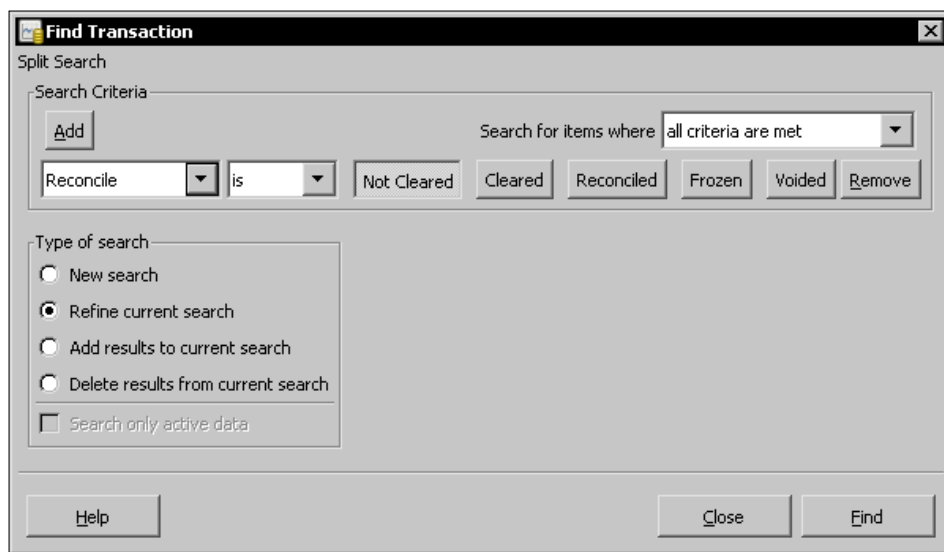 Find Transaction
Split Search
Search Criteria
Add
Search for items where all criteria are met
Reconcile is Not Cleared Cleared Reconciled Frozen Voided Remove
Type of search
New search
Refine current search
Add results to current search
Delete results from current search
Search only active data
Help Close Find